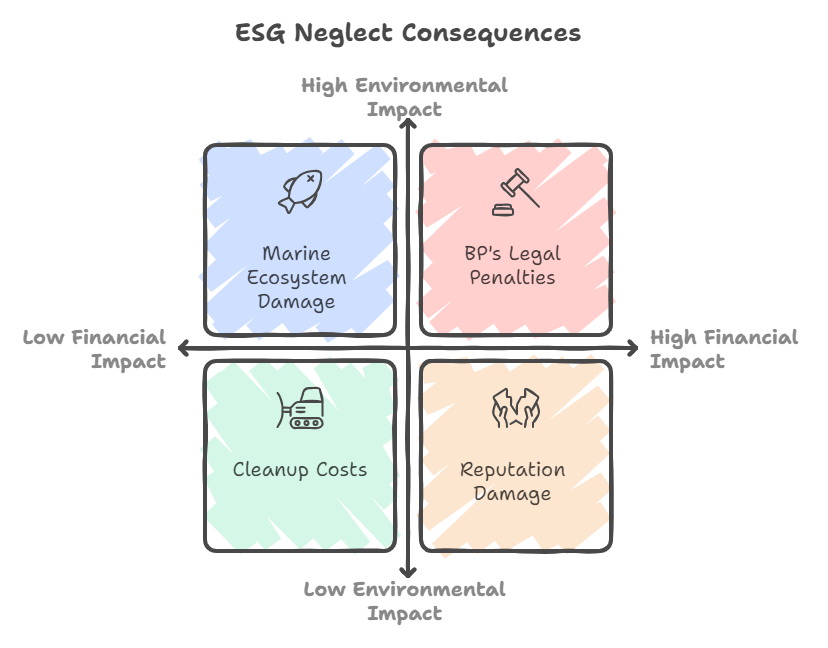 ESG Neglect Consequences
High Environmental
Impact
Marine
Ecosystem
Damage
BP's Legal
Penalties
Low Financial
Impact
High Financial
Impact
Cleanup Costs
Reputation
Damage
Low Environmental
Impact